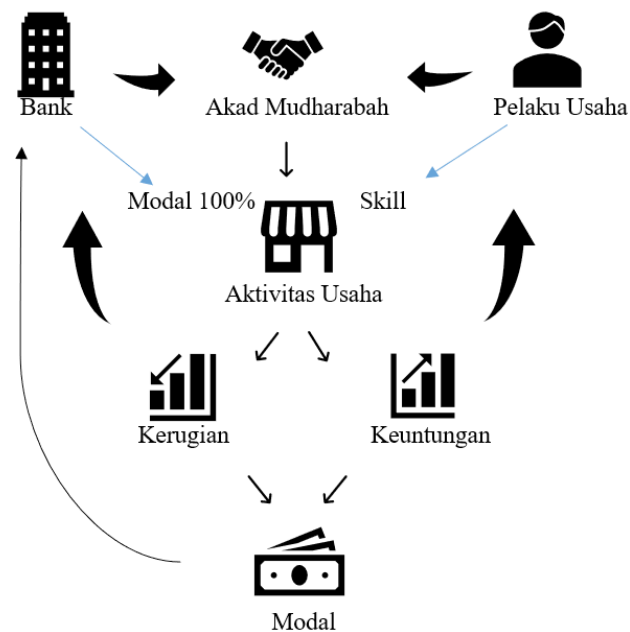 Bank
Akad Mudharabah
Pelaku Usaha
Modal 100%
Skill
Aktivitas Usaha
Kerugian
Keuntungan
Modal